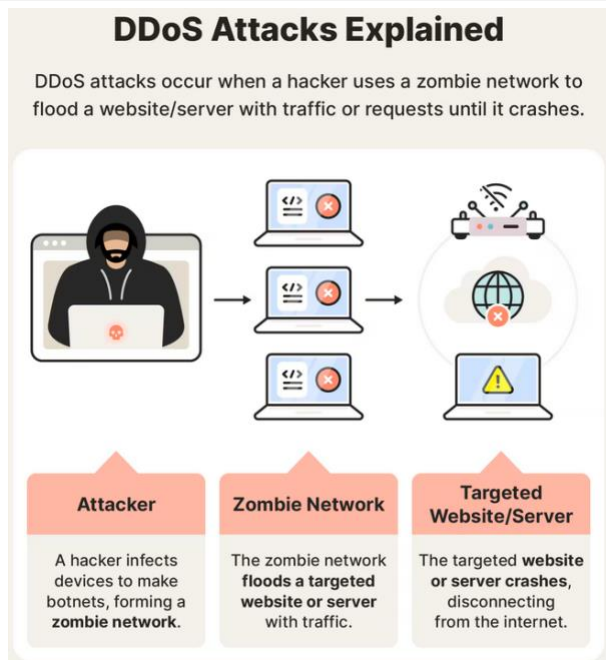 DDoS Attacks Explained
DDoS attacks occur when a hacker uses a zombie network to
flood a website/server with traffic or requests until it crashes.
</>
</>
</>
Attacker
A hacker infects
devices to make
botnets, forming a
zombie network.
Zombie Network
The zombie network
floods a targeted
website or server
with traffic.
Targeted
Website/Server
The targeted website
or server crashes,
disconnecting
from the internet.